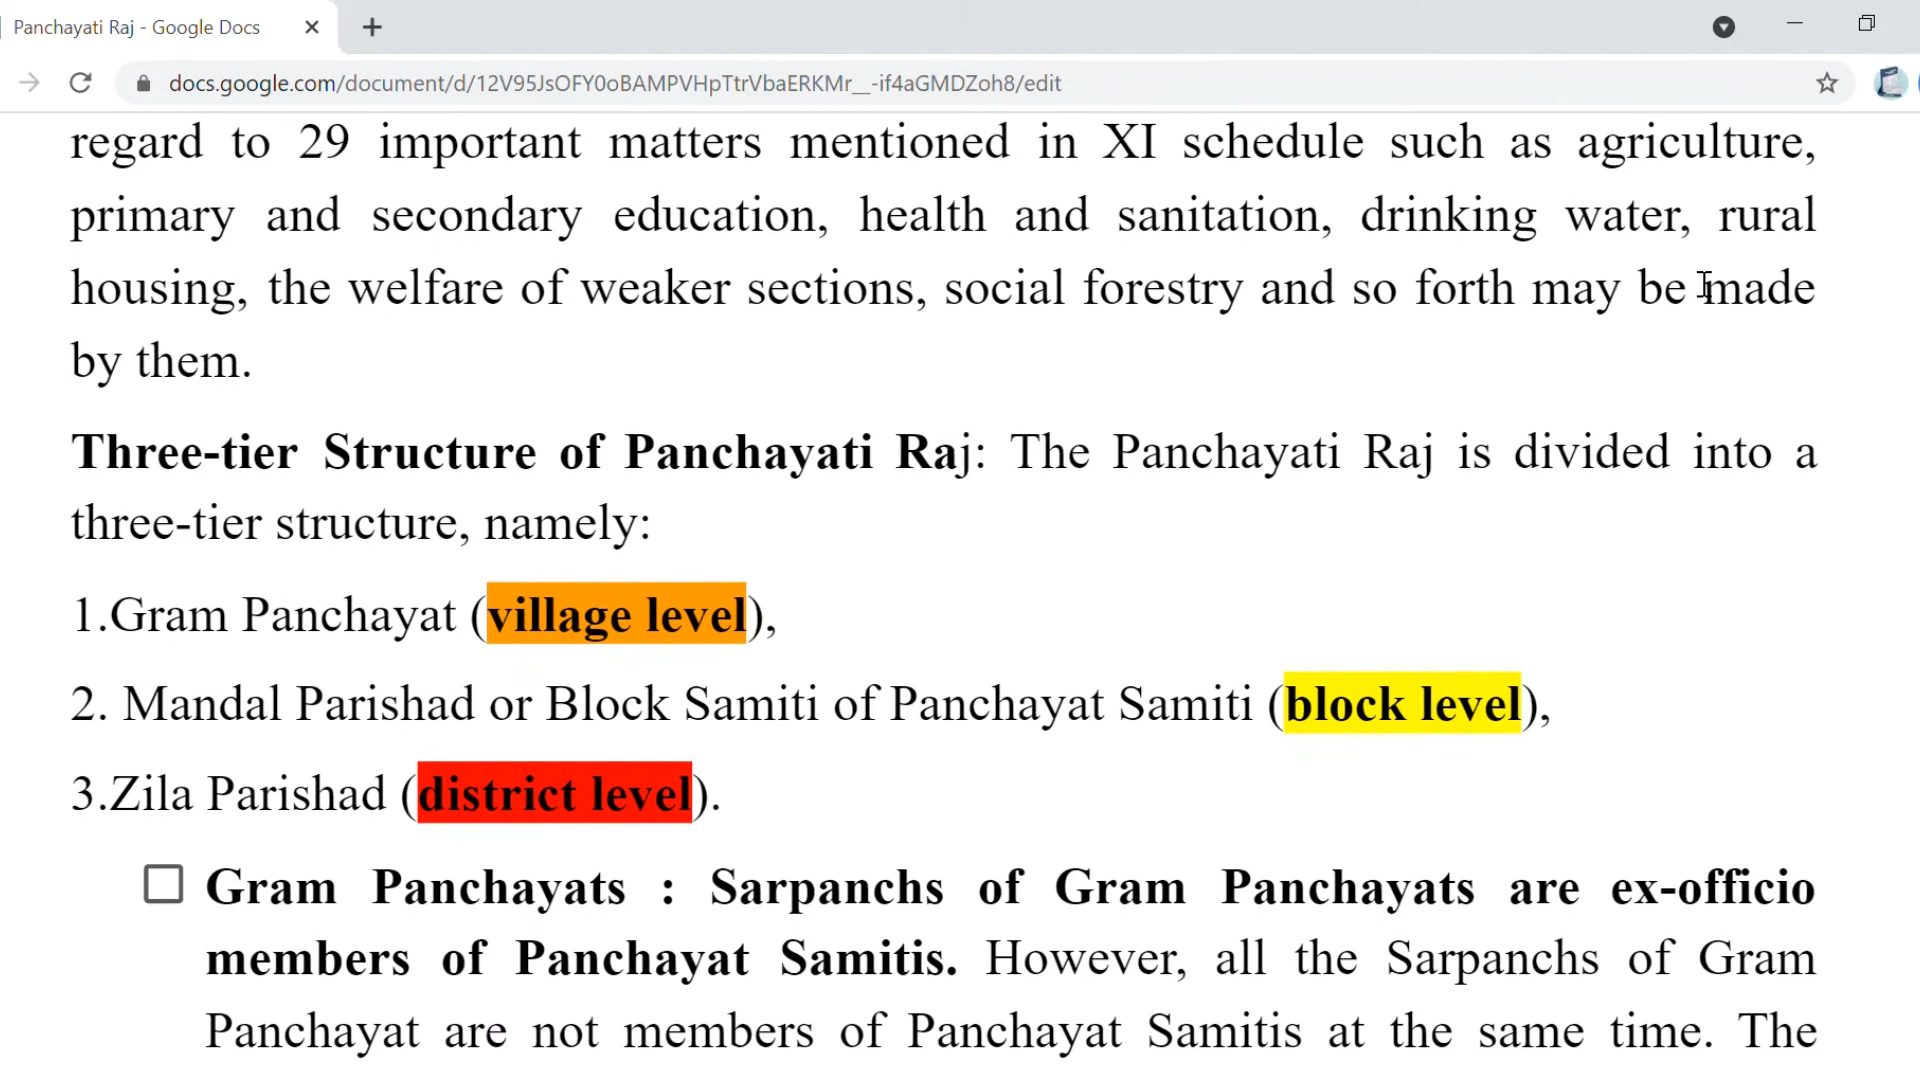 Panchayati Raj - Google Docs
docs.google.com/document/d/12V95JsOFY0oBAMPVHpTtrVbaERKMr__-if4aGMDZoh8/edit
regard to 29 important matters mentioned in XI schedule such as agriculture,
primary and secondary education, health and sanitation, drinking water, rural
housing, the welfare of weaker sections, social forestry and so forth may be made
by them.
Three-tier Structure of Panchayati Raj: The Panchayati Raj is divided into a
three-tier structure, namely:
1.Gram Panchayat (village level),
2. Mandal Parishad or Block Samiti of Panchayat Samiti (block level),
3.Zila Parishad (district level).
Gram Panchayats : Sarpanchs of Gram Panchayats are ex-officio
members of Panchayat Samitis. However, all the Sarpanchs of Gram
Panchayat are not members of Panchayat Samitis at the same time. The